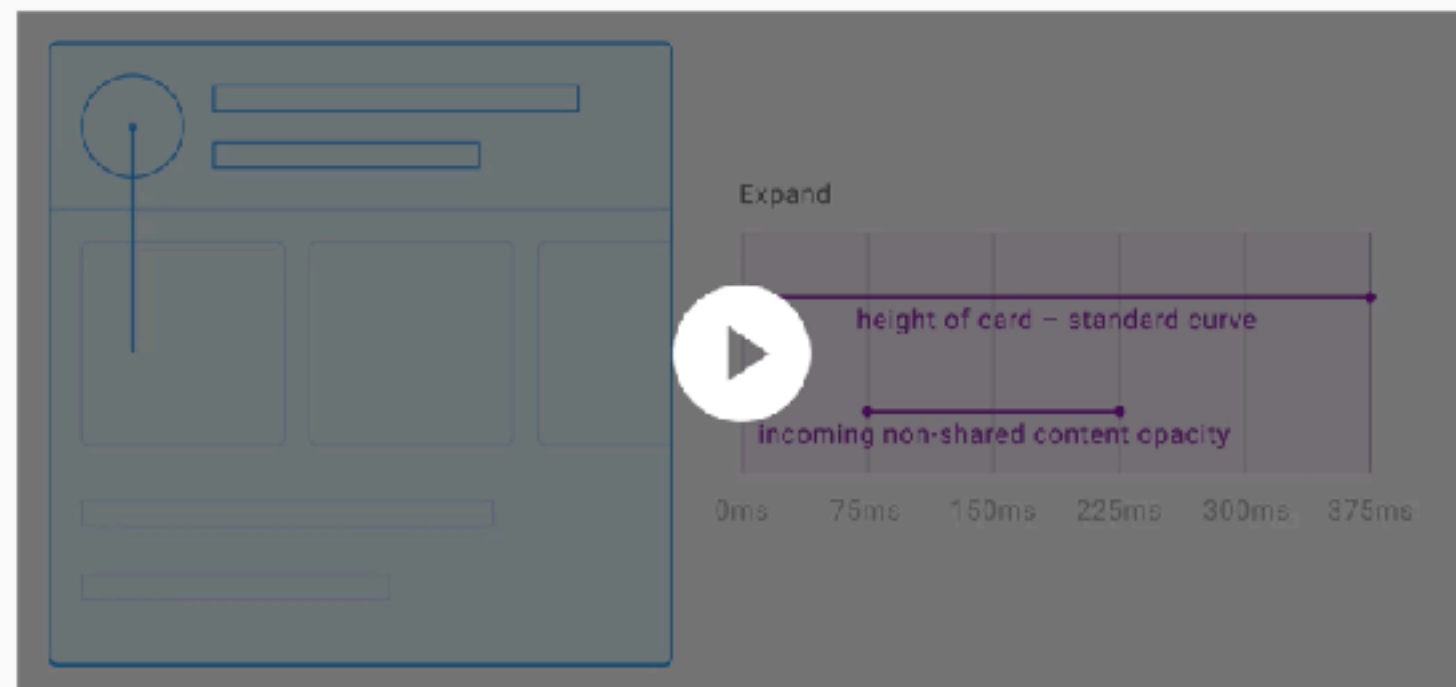 Expand
height of card – standard curve
incoming non-shared content opacity
0ms 75ms 150ms 225ms 300ms 375ms